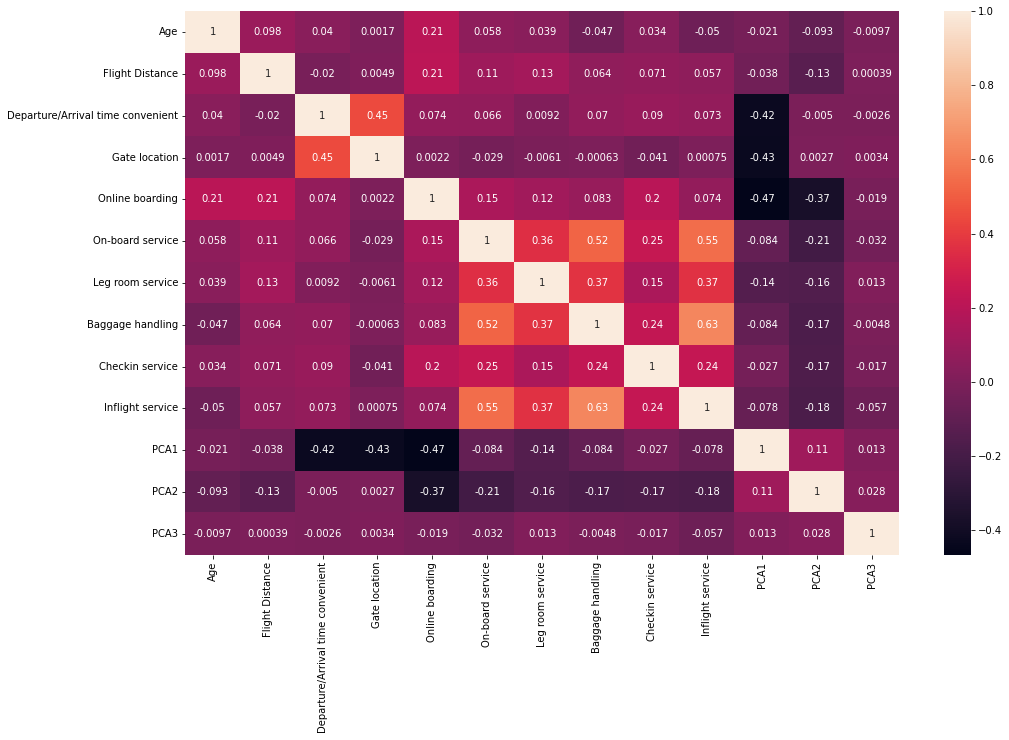 Age 1 0.098 0.04 0.0017 0.21 0.058 0.039 -0.047 0.034 -0.05 -0.021 -0.093 -0.0097
Flight Distance 0.098 1 -0.02 0.0049 0.21 0.11 0.13 0.064 0.071 0.057 -0.038 -0.13 0.00039
Departure/Arrival time convenient 0.04 -0.02 1 0.45 0.074 0.066 0.0092 0.07 0.09 0.073 -0.42 -0.005 -0.0026
Gate location 0.0017 0.0049 0.45 1 0.0022 -0.029 -0.0061 -0.00063 -0.041 0.00075 -0.43 0.0027 0.0034
Online boarding 0.21 0.21 0.074 0.0022 1 0.15 0.12 0.083 0.2 0.074 -0.47 -0.37 -0.019
On-board service 0.058 0.11 0.066 -0.029 0.15 1 0.36 0.52 0.25 0.55 -0.084 -0.21 -0.032
Leg room service 0.039 0.13 0.0092 -0.0061 0.12 0.36 1 0.37 0.15 0.37 -0.14 -0.16 0.013
Baggage handling -0.047 0.064 0.07 -0.00063 0.083 0.52 0.37 1 0.24 0.63 -0.084 -0.17 -0.0048
Checkin service 0.034 0.071 0.09 -0.041 0.2 0.25 0.15 0.24 1 0.24 -0.027 -0.17 -0.017
Inflight service -0.05 0.057 0.073 0.00075 0.074 0.55 0.37 0.63 0.24 1 -0.078 -0.18 -0.057
PCA1 -0.021 -0.038 -0.42 -0.43 -0.47 -0.084 -0.14 -0.084 -0.027 -0.078 1 0.11 0.013
PCA2 -0.093 -0.13 -0.005 0.0027 -0.37 -0.21 -0.16 -0.17 -0.17 -0.18 0.11 1 0.028
PCA3 -0.0097 0.00039 -0.0026 0.0034 -0.019 -0.032 0.013 -0.0048 -0.017 -0.057 0.013 0.028 1
Age
Flight Distance
Departure/Arrival time convenient
Gate location
Online boarding
On-board service
Leg room service
Baggage handling
Checkin service
Inflight service
PCA1
PCA2
PCA3
1.0
0.8
0.6
0.4
0.2
0.0
−0.2
−0.4